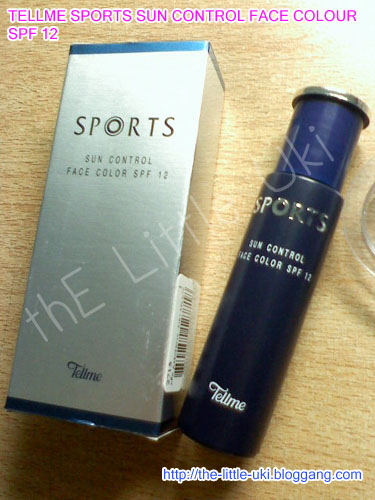 TELLME SPORTS SUN CONTROL FACE COLOUR
SPF 12
SPORTS
SUN CONTROL
FACE COLOR SPF 12
Tellme
SPORTS
SUN CONTROL
FACE COLOR SPF 12
Tellme
thE Little Uki
http://the-little-uki.bloggang.com